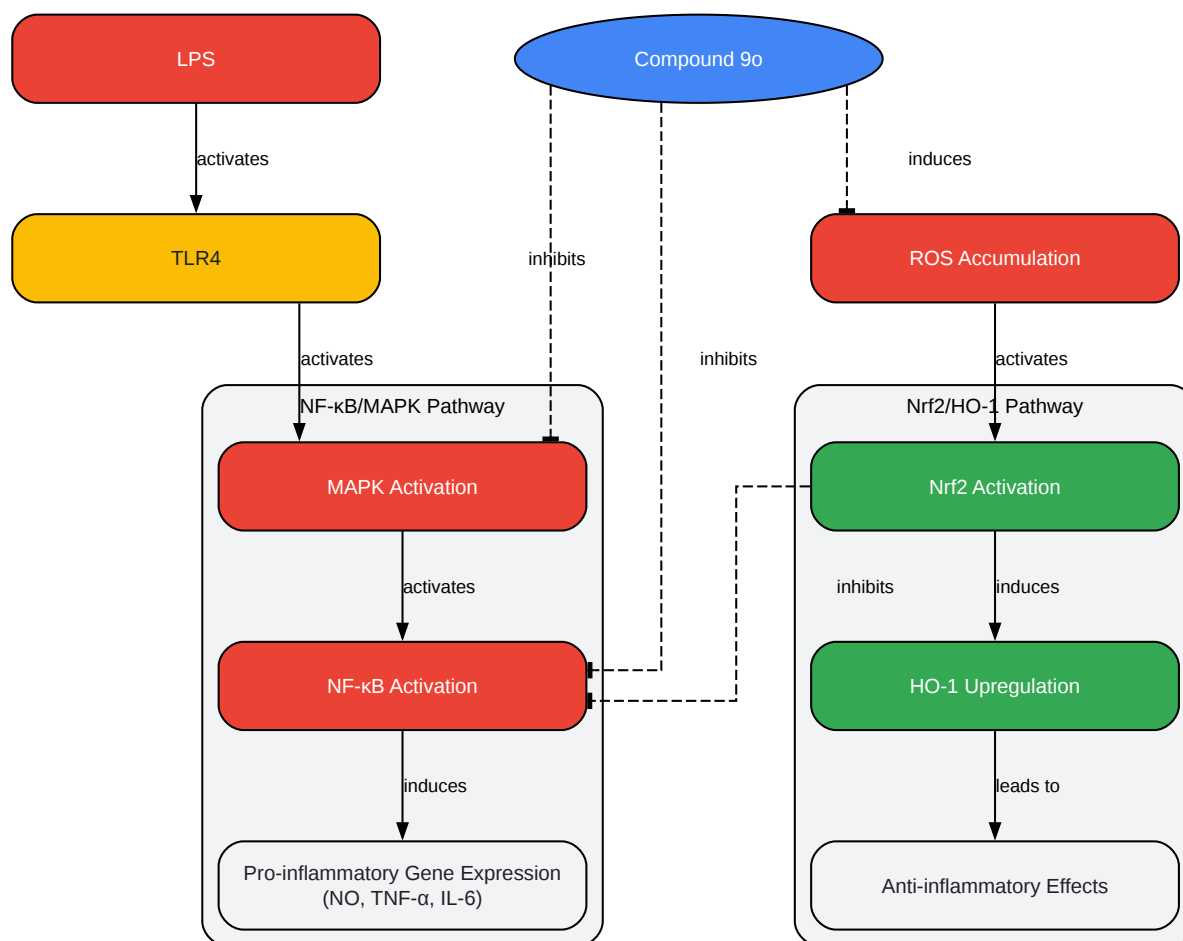 LPS
Compound 9o
activates
induces
TLR4
inhibits
ROS Accumulation
activates
inhibits
activates
NF-κB/MAPK Pathway
Nrf2/HO-1 Pathway
MAPK Activation
Nrf2 Activation
activates
inhibits
induces
NF-κB Activation
HO-1 Upregulation
induces
leads to
Pro-inflammatory Gene Expression
(NO, TNF-α, IL-6)
Anti-inflammatory Effects